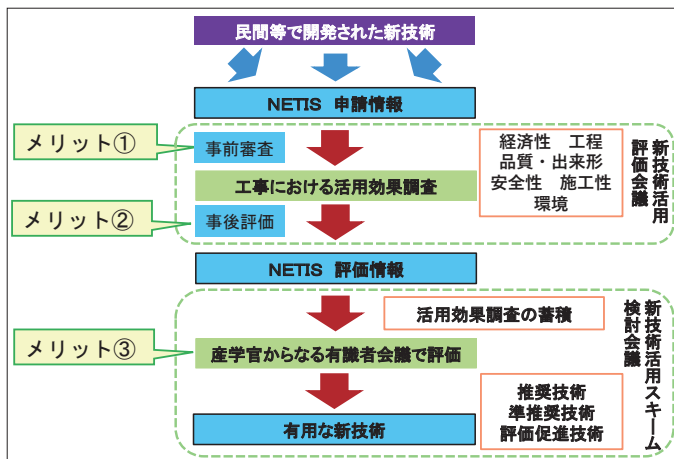 民間等で開発された新技術
NETIS 申請情報
メリット①
事前審査
経済性 工程
品質・出来形
安全性 施工性
環境
新技術活用
評価会議
工事における活用効果調査
メリット②
事後評価
NETIS 評価情報
活用効果調査の蓄積
新技術活用スキーム
検討会議
メリット③
産学官からなる有識者会議で評価
推奨技術
準推奨技術
評価促進技術
有用な新技術